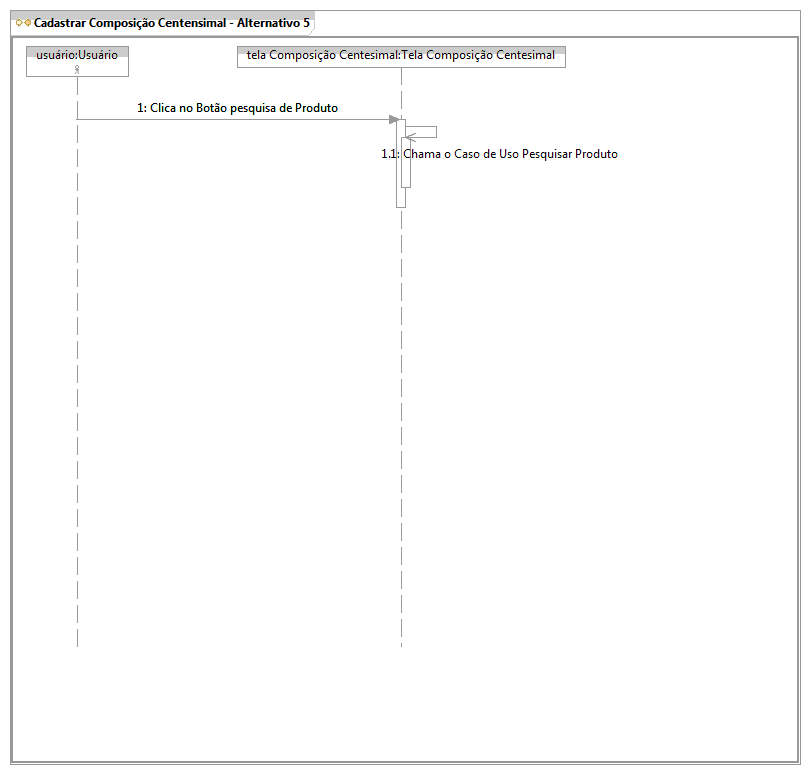 Cadastrar Composição Centensimal - Alternativo 5
usuário:Usuário
tela Composição Centesimal:Tela Composição Centesimal
1: Clica no Botão pesquisa de Produto
1.1: Chama o Caso de Uso Pesquisar Produto